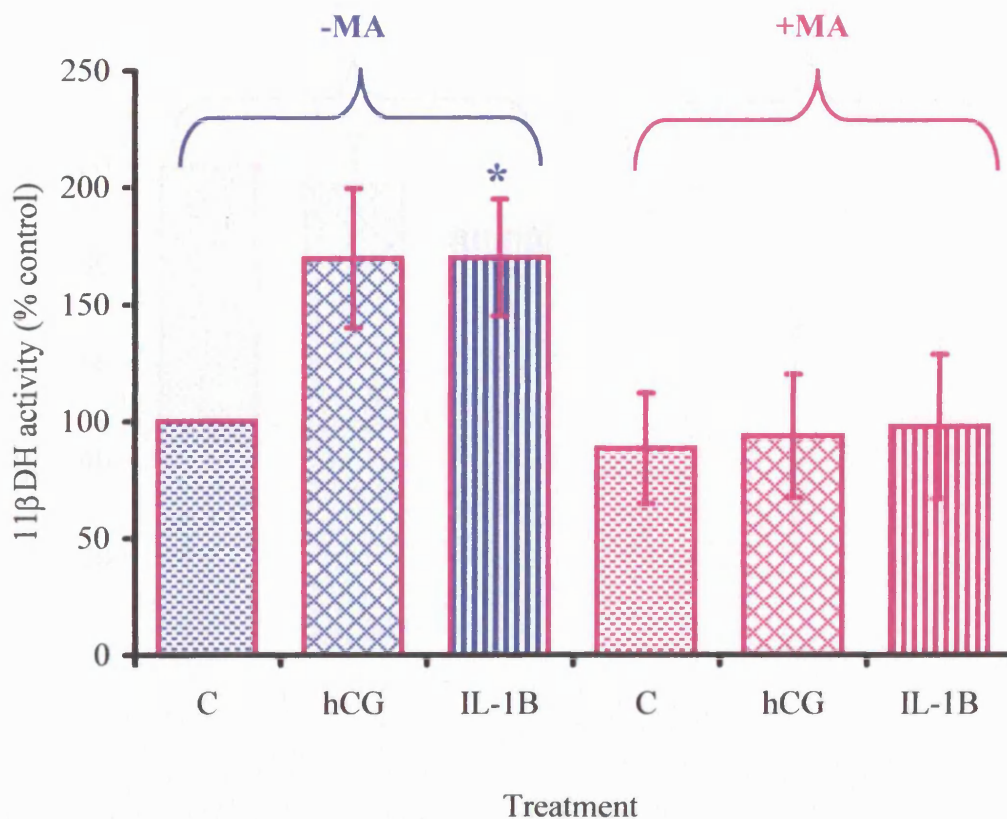 -MA
+MA
250
200
150
100
50
0
11βDH activity (% control)
*
C
hCG
IL-1B
C
hCG
IL-1B
Treatment